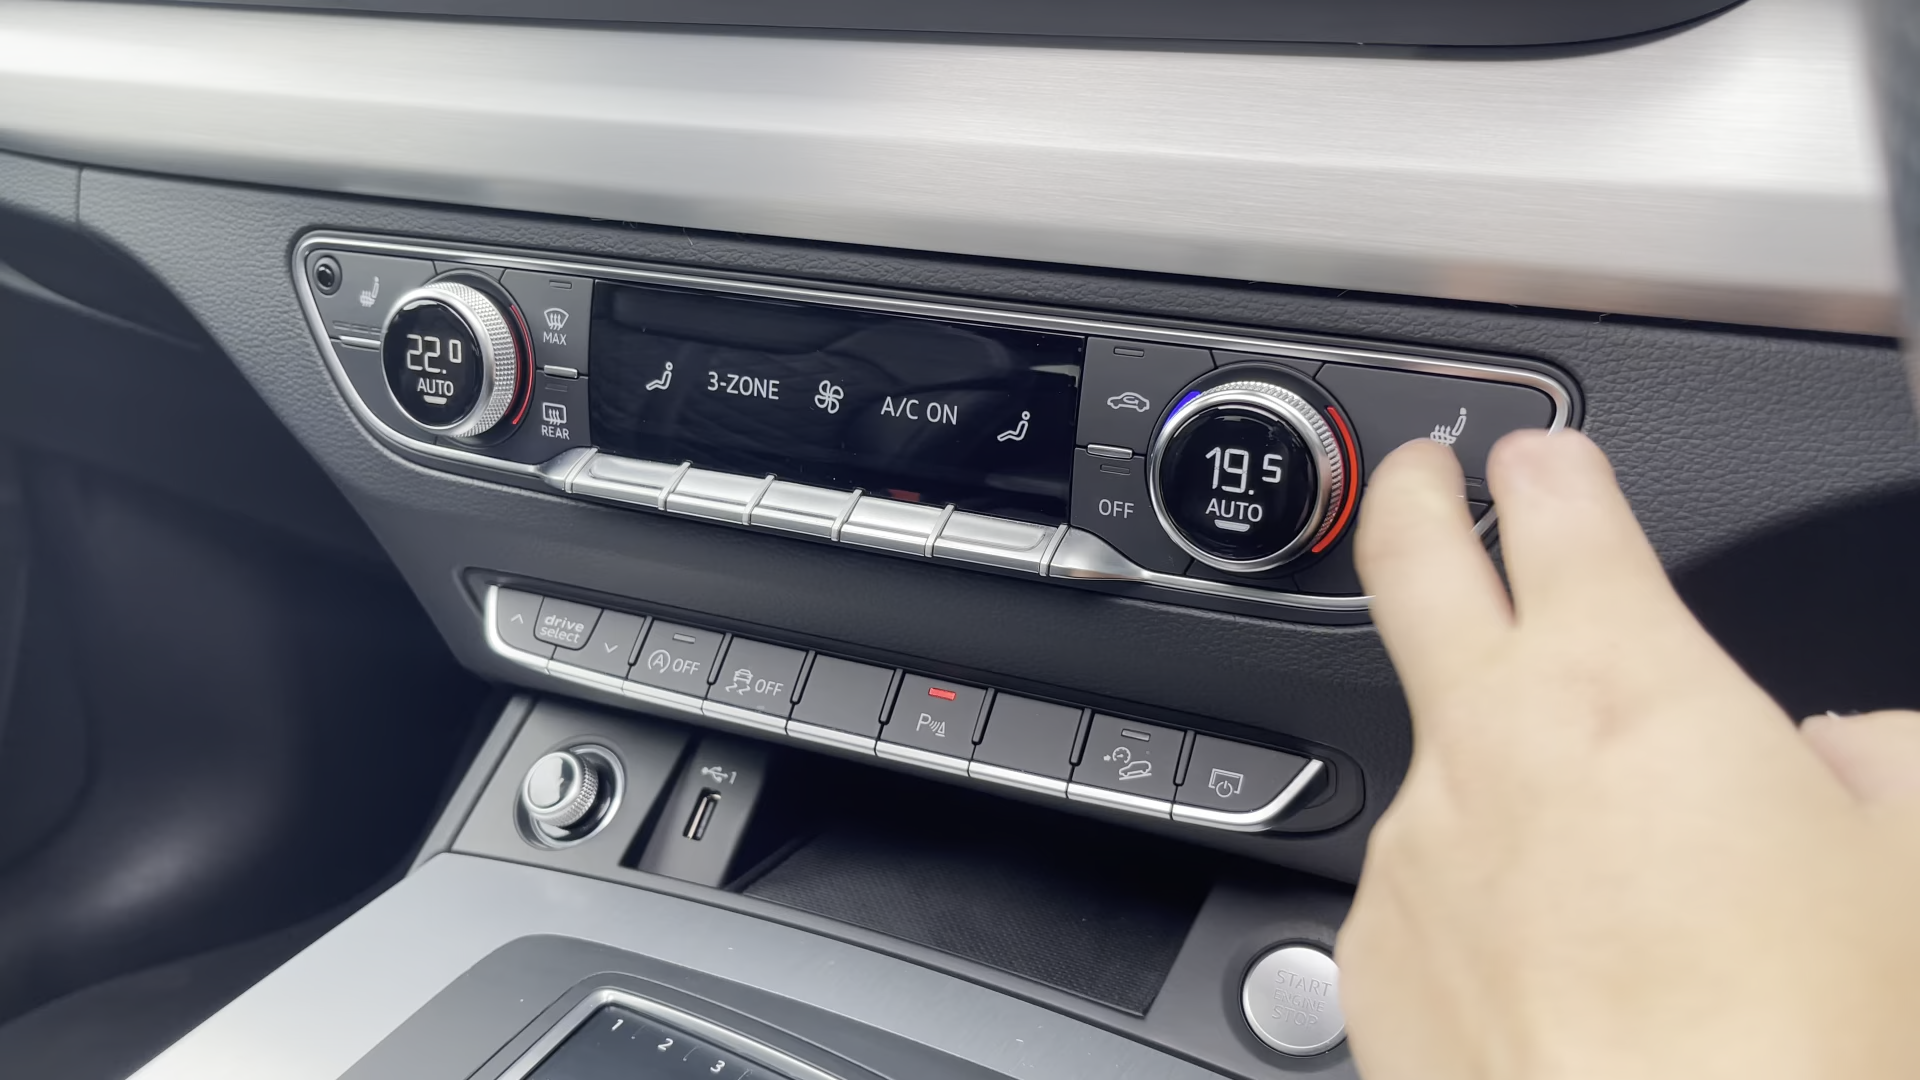 22.0
AUTO
MAX
REAR
3-ZONE
A/C ON
OFF
19.5
AUTO
drive
select
A OFF
OFF
P
1
START
ENGINE
STOP
1
2
3